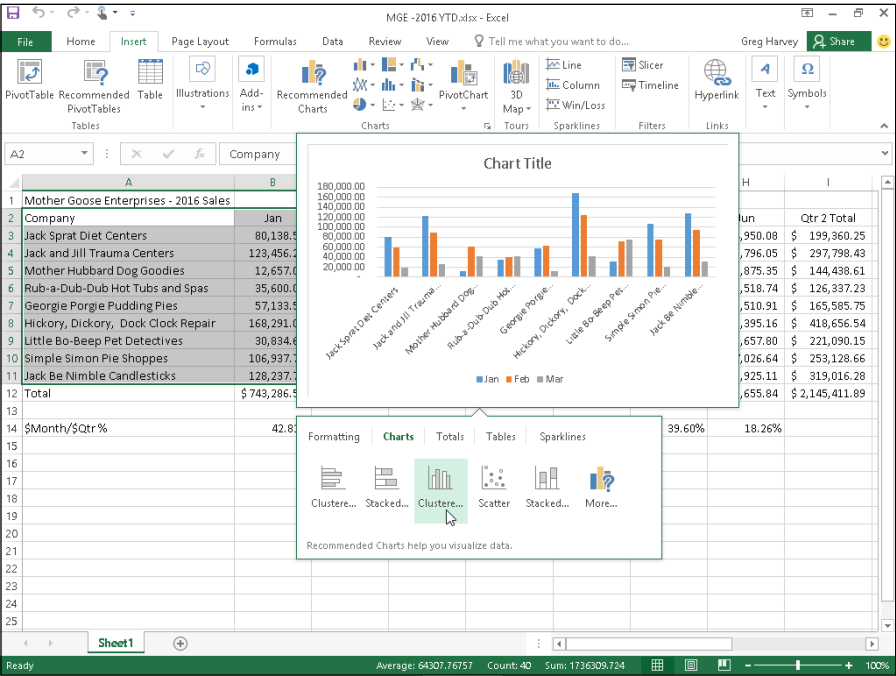 MGE -2016 YTD.xlsx - Excel
File Home Insert Page Layout Formulas Data Review View Tell me what you want to do... Greg Harvey Share
PivotTable Recommended PivotTables Table Illustrations Add-ins Recommended Charts PivotChart 3D Map Line Column Win/Loss Slicer Timeline Hyperlink Text Symbols
Tables Charts Tours Sparklines Filters Links
A2 fx Company
A B H I
1 Mother Goose Enterprises - 2016 Sales
2 Company Jan Jun Qtr 2 Total
3 Jack Sprat Diet Centers 80,138.5 ,950.08 $ 199,360.25
4 Jack and Jill Trauma Centers 123,456.2 ,796.05 $ 297,798.43
5 Mother Hubbard Dog Goodies 12,657.0 ,875.35 $ 144,438.61
6 Rub-a-Dub-Dub Hot Tubs and Spas 35,600.0 ,518.74 $ 126,337.23
7 Georgie Porgie Pudding Pies 57,133.5 ,510.91 $ 165,585.75
8 Hickory, Dickory, Dock Clock Repair 168,291.0 ,395.16 $ 418,656.54
9 Little Bo-Beep Pet Detectives 30,834.6 ,657.80 $ 221,090.15
10 Simple Simon Pie Shoppes 106,937.7 ,026.64 $ 253,128.66
11 Jack Be Nimble Candlesticks 128,237.7 ,925.11 $ 319,016.28
12 Total $ 743,286.5 ,655.84 $ 2,145,411.89
13
14 $Month/$Qtr % 42.82 39.60% 18.26%
15
16
17
18
19
20
21
22
23
24
25
Chart Title
180,000.00
160,000.00
140,000.00
120,000.00
100,000.00
80,000.00
60,000.00
40,000.00
20,000.00
-
Jack Sprat Diet Centers
Jack and Jill Trauma...
Mother Hubbard Dog...
Rub-a-Dub-Dub Hot...
Georgie Porgie...
Hickory, Dickory, Dock...
Little Bo-Beep Pet...
Simple Simon Pie...
Jack Be Nimble...
Jan Feb Mar
Formatting Charts Totals Tables Sparklines
Clustere... Stacked... Clustere... Scatter Stacked... More...
Recommended Charts help you visualize data.
Sheet1
Ready Average: 64307.76757 Count: 40 Sum: 1736309.724 100%